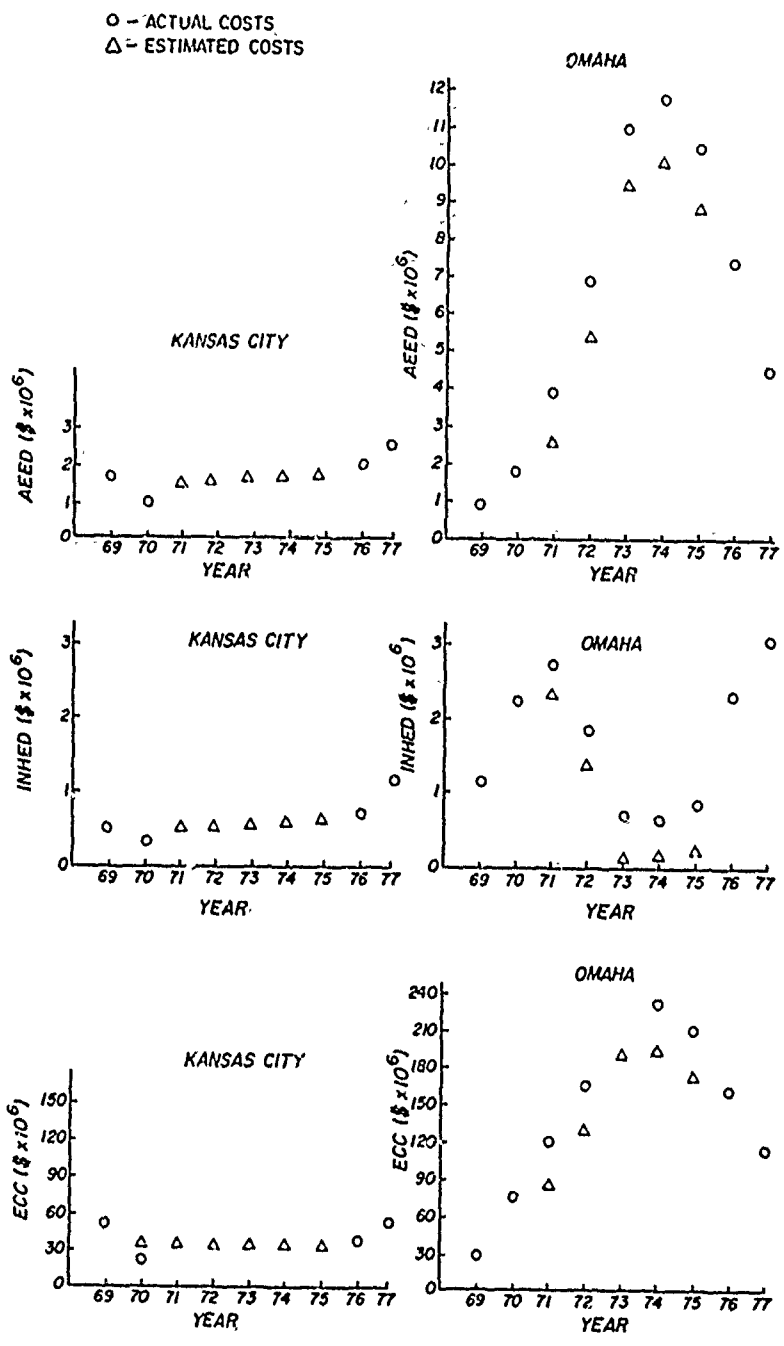 O - ACTUAL COSTS
△ - ESTIMATED COSTS
OMAHA
12
11
10
9
8
7
6
5
4
3
2
1
0
AEED ($ x10⁶)
69 70 71 72 73 74 75 76 77
YEAR
KANSAS CITY
3
2
1
0
AEED ($ x10⁶)
69 70 71 72 73 74 75 76 77
YEAR
KANSAS CITY
3
2
1
0
INHED ($ x10⁶)
69 70 71 72 73 74 75 76 77
YEAR
OMAHA
3
2
1
0
INHED ($ x10⁶)
69 70 71 72 73 74 75 76 77
YEAR
KANSAS CITY
150
120
90
60
30
0
ECC ($ x10⁶)
69 70 71 72 73 74 75 76 77
YEAR
OMAHA
240
210
180
150
120
90
60
30
0
ECC ($ x10⁶)
69 70 71 72 73 74 75 76 77
YEAR